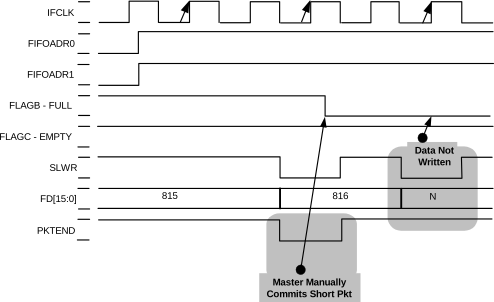 IFCLK
FIFOADR0
FIFOADR1
FLAGB - FULL
FLAGC - EMPTY
Data Not
Written
SLWR
FD[15:0]
815
816
N
PKTEND
Master Manually
Commits Short Pkt